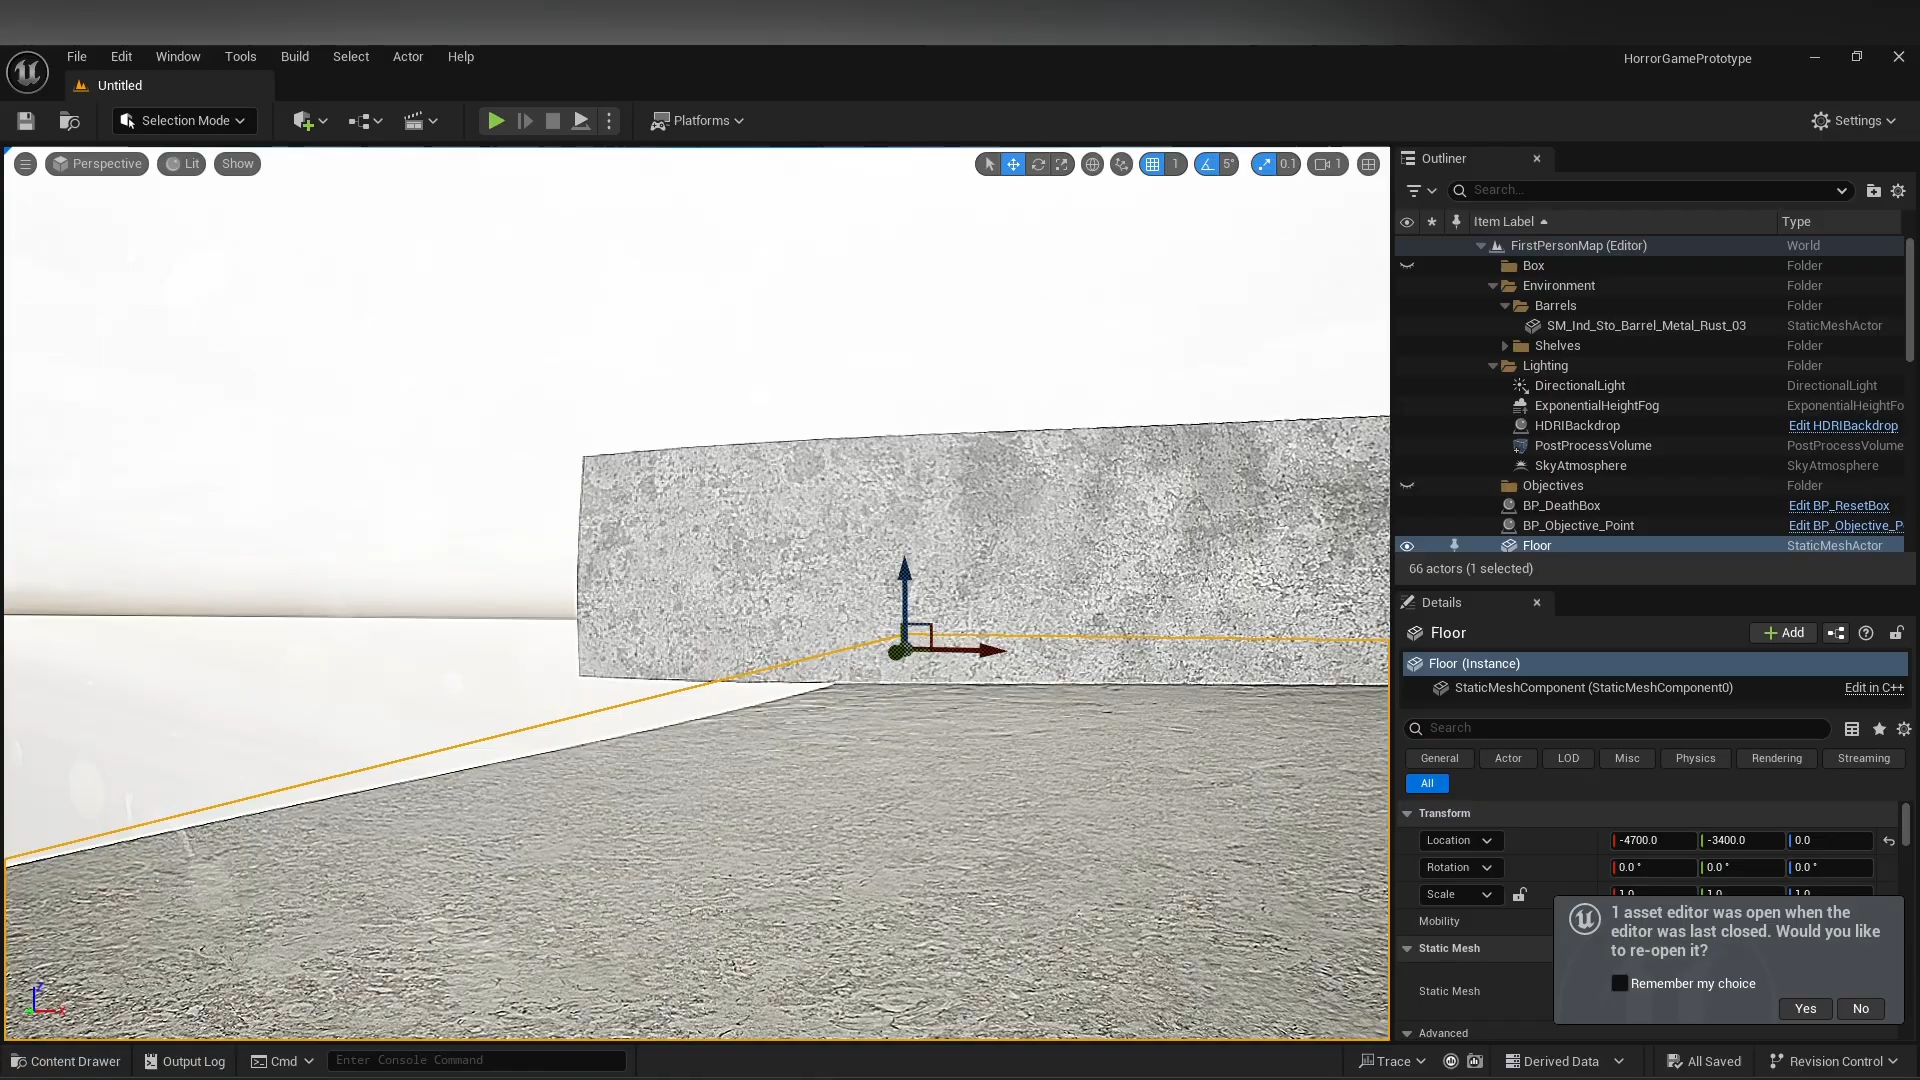 File Edit Window Tools Build Select Actor Help
HorrorGamePrototype
Untitled
Selection Mode
Platforms
Settings
Perspective Lit Show
1 5° 0.1 1
Outliner
Search...
Item Label Type
FirstPersonMap (Editor) World
Box Folder
Environment Folder
Barrels Folder
SM_Ind_Sto_Barrel_Metal_Rust_03 StaticMeshActor
Shelves Folder
Lighting Folder
DirectionalLight DirectionalLight
ExponentialHeightFog ExponentialHeightFo
HDRIBackdrop Edit HDRIBackdrop
PostProcessVolume PostProcessVolume
SkyAtmosphere SkyAtmosphere
Objectives Folder
BP_DeathBox Edit BP_ResetBox
BP_Objective_Point Edit BP_Objective_P
Floor StaticMeshActor
66 actors (1 selected)
Details
Floor
Add
Floor (Instance)
StaticMeshComponent (StaticMeshComponent0) Edit in C++
Search
General Actor LOD Misc Physics Rendering Streaming
All
Transform
Location -4700.0 -3400.0 0.0
Rotation 0.0 ° 0.0 ° 0.0 °
Scale 1.0 1.0 1.0
Mobility
Static Mesh
Static Mesh
Advanced
1 asset editor was open when the
editor was last closed. Would you like
to re-open it?
Remember my choice
Yes No
Content Drawer Output Log Cmd Enter Console Command
Trace Derived Data All Saved Revision Control